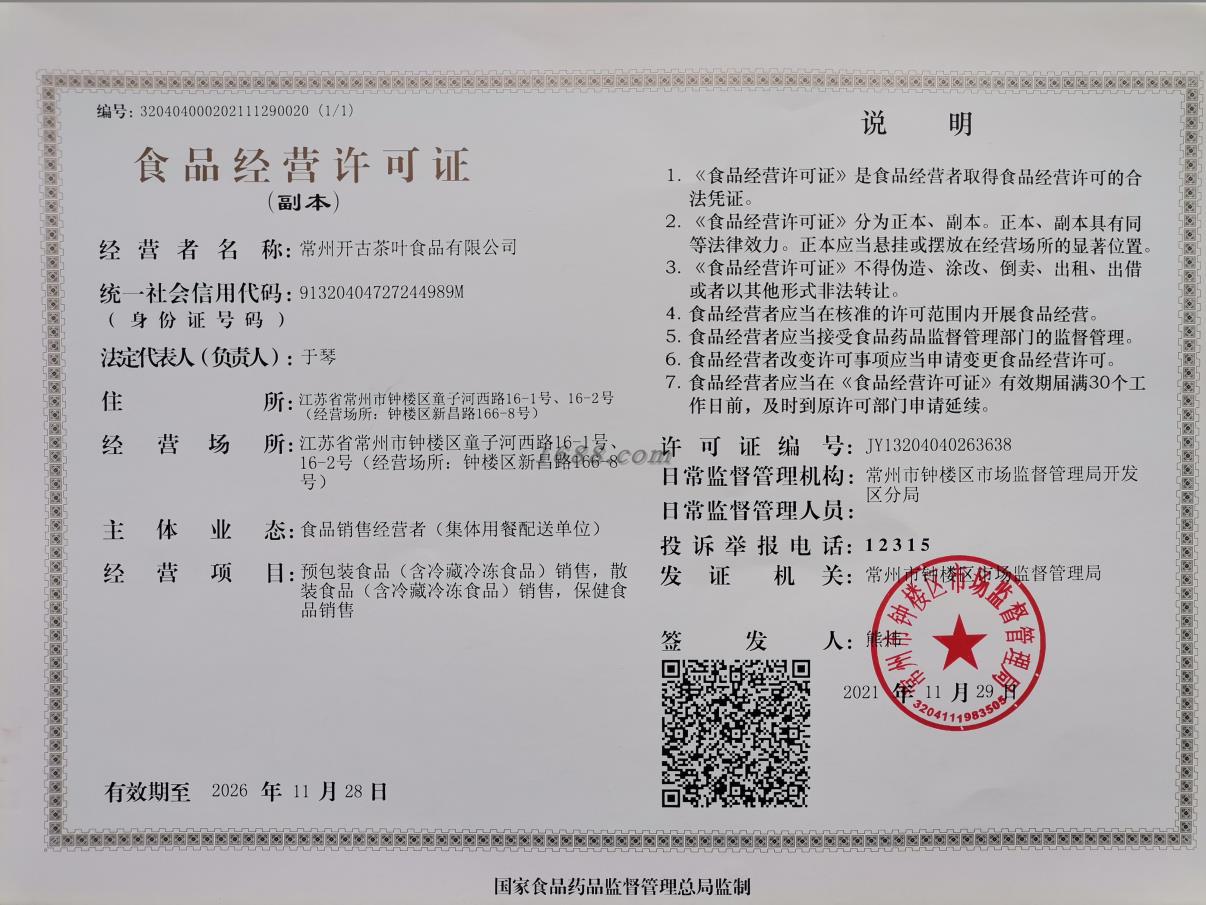 编号: 320404000202111290020 (1/1)
食品经营许可证
(副本)
经营者名称: 常州开古茶叶食品有限公司
统一社会信用代码: 91320404727244989M
(身份证号码)
法定代表人(负责人): 于琴
住所: 江苏省常州市钟楼区童子河西路16-1号、16-2号
(经营场所: 钟楼区新昌路166-8号)
经营场所: 江苏省常州市钟楼区童子河西路16-1号、
16-2号(经营场所: 钟楼区新昌路166-8
号)
主体业态: 食品销售经营者(集体用餐配送单位)
经营项目: 预包装食品(含冷藏冷冻食品)销售, 散
装食品(含冷藏冷冻食品)销售, 保健食
品销售
有效期至 2026 年 11 月 28 日
说明
1. 《食品经营许可证》是食品经营者取得食品经营许可的合
法凭证。
2. 《食品经营许可证》分为正本、副本。正本、副本具有同
等法律效力。正本应当悬挂或摆放在经营场所的显著位置。
3. 《食品经营许可证》不得伪造、涂改、倒卖、出租、出借
或者以其他形式非法转让。
4. 食品经营者应当在核准的许可范围内开展食品经营。
5. 食品经营者应当接受食品药品监督管理部门的监督管理。
6. 食品经营者改变许可事项应当申请变更食品经营许可。
7. 食品经营者应当在《食品经营许可证》有效期届满30个工
作日前，及时到原许可部门申请延续。
许可证编号: JY13204040263638
日常监督管理机构: 常州市钟楼区市场监督管理局开发
区分局
日常监督管理人员:
投诉举报电话: 12315
发证机关: 常州市钟楼区市场监督管理局
签发人: 熊炜
2021 年 11 月 29 日
常州市钟楼区市场监督管理局
3204111983505
1688.com
国家食品药品监督管理总局监制